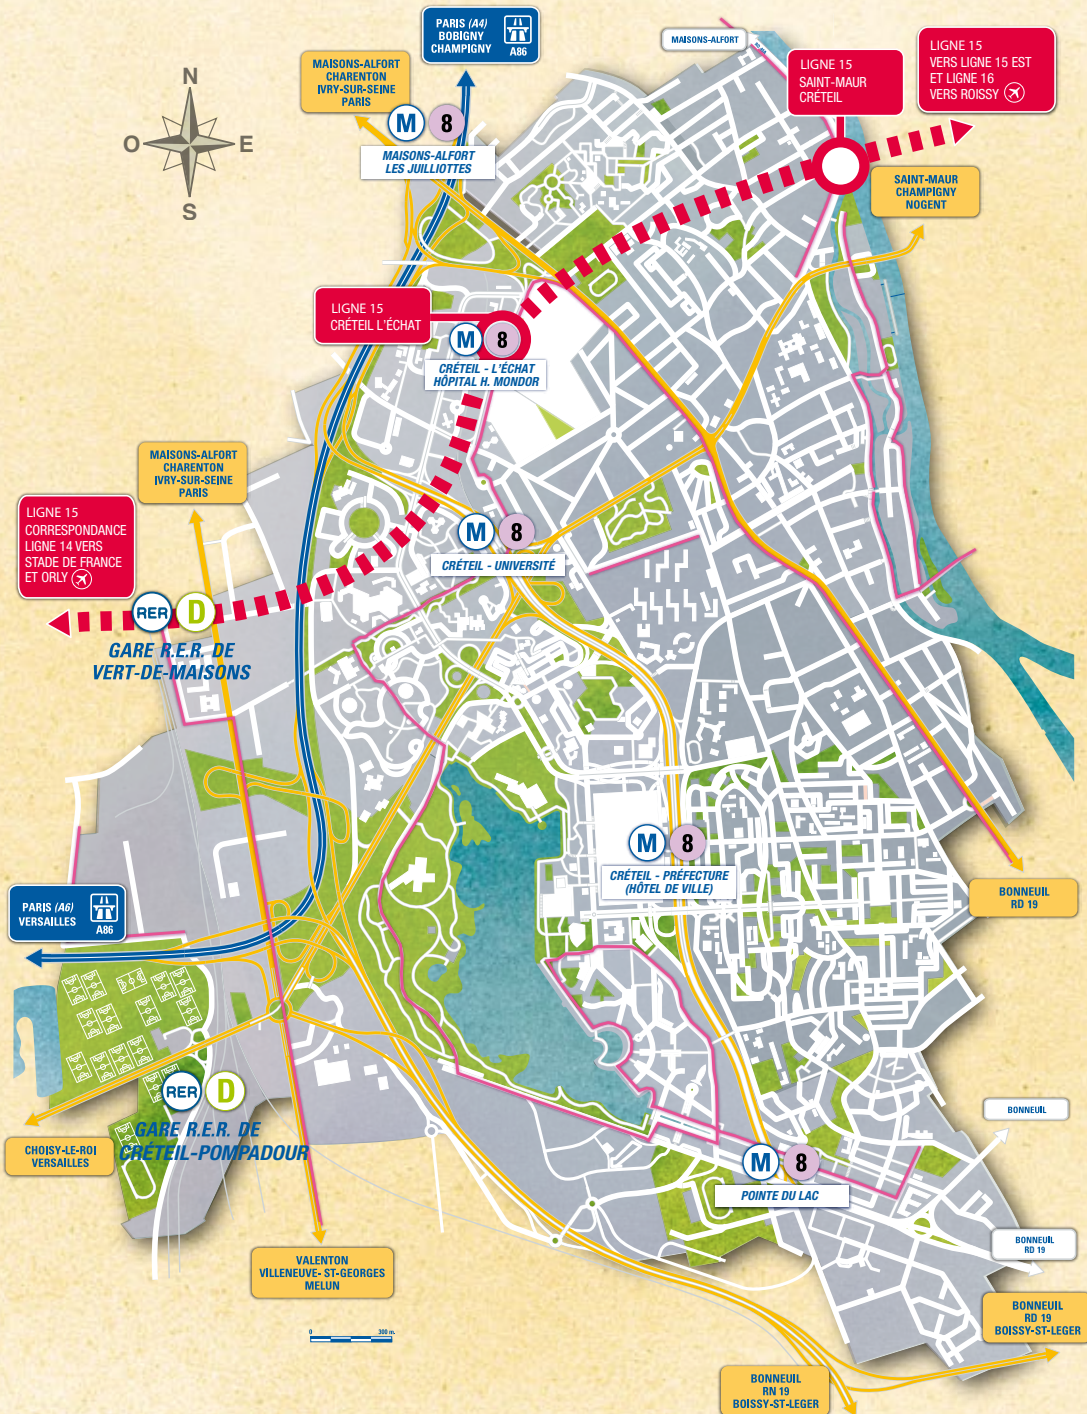 PARIS (A4)
BOBIGNY
CHAMPIGNY
A86
MAISONS-ALFORT
CHARENTON
IVRY-SUR-SEINE
PARIS
M 8
MAISONS-ALFORT
LES JUILLIOTTES
MAISONS-ALFORT
LIGNE 15
SAINT-MAUR
CRÉTEIL
LIGNE 15
VERS LIGNE 15 EST
ET LIGNE 16
VERS ROISSY
N
O E
S
SAINT-MAUR
CHAMPIGNY
NOGENT
LIGNE 15
CRÉTEIL L'ÉCHAT
M 8
CRÉTEIL - L'ÉCHAT
HÔPITAL H. MONDOR
MAISONS-ALFORT
CHARENTON
IVRY-SUR-SEINE
PARIS
LIGNE 15
CORRESPONDANCE
LIGNE 14 VERS
STADE DE FRANCE
ET ORLY
M 8
CRÉTEIL - UNIVERSITÉ
RER D
GARE R.E.R. DE
VERT-DE-MAISONS
M 8
CRÉTEIL - PRÉFECTURE
(HÔTEL DE VILLE)
BONNEUIL
RD 19
PARIS (A6)
VERSAILLES
A86
RER D
GARE R.E.R. DE
CRÉTEIL-POMPADOUR
CHOISY-LE-ROI
VERSAILLES
BONNEUIL
M 8
POINTE DU LAC
BONNEUIL
RD 19
VALENTON
VILLENEUVE- ST-GEORGES
MELUN
BONNEUIL
RD 19
BOISSY-ST-LEGER
0 300 m.
BONNEUIL
RN 19
BOISSY-ST-LEGER